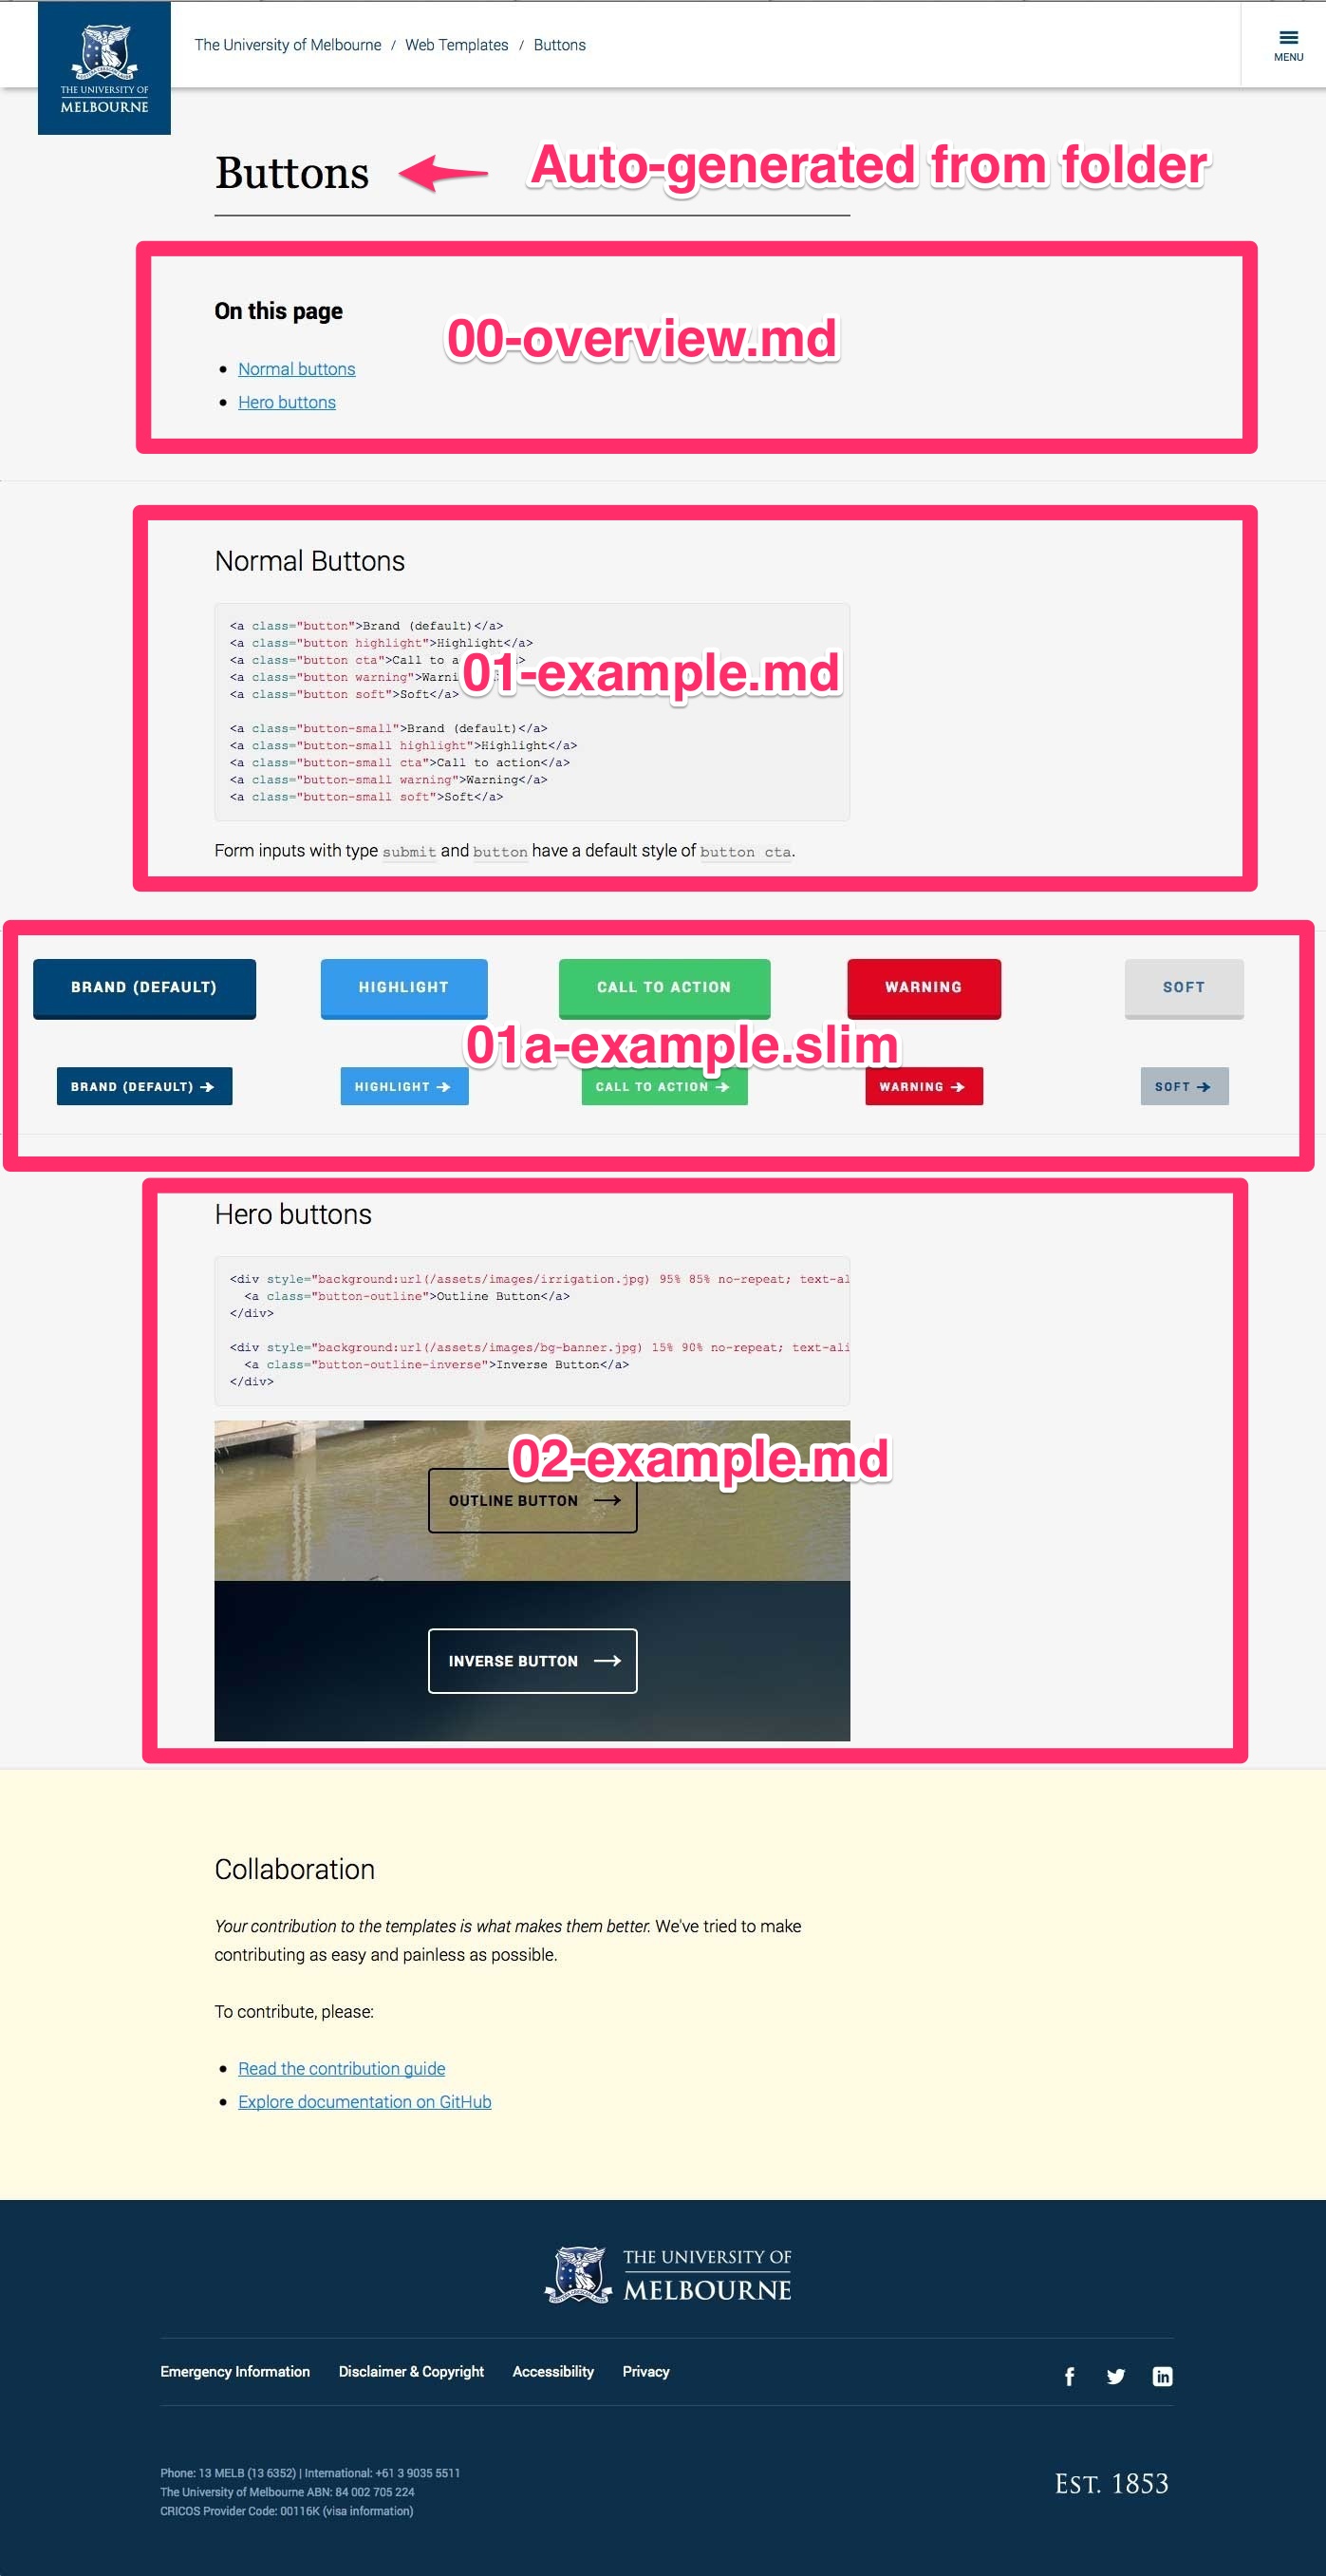 THE UNIVERSITY OF
MELBOURNE
The University of Melbourne / Web Templates / Buttons
MENU
Buttons
Auto-generated from folder
On this page
00-overview.md
Normal buttons
Hero buttons
Normal Buttons
<a class="button">Brand (default)</a>
<a class="button highlight">Highlight</a>
<a class="button cta">Call to a
<a class="button warning">Warni
<a class="button soft">Soft</a>
01-example.md
<a class="button-small">Brand (default)</a>
<a class="button-small highlight">Highlight</a>
<a class="button-small cta">Call to action</a>
<a class="button-small warning">Warning</a>
<a class="button-small soft">Soft</a>
Form inputs with type submit and button have a default style of button cta.
BRAND (DEFAULT) HIGHLIGHT CALL TO ACTION WARNING SOFT
01a-example.slim
BRAND (DEFAULT) → HIGHLIGHT → CALL TO ACTION → WARNING → SOFT →
Hero buttons
<div style="background:url(/assets/images/irrigation.jpg) 95% 85% no-repeat; text-al
<a class="button-outline">Outline Button</a>
</div>
<div style="background:url(/assets/images/bg-banner.jpg) 15% 90% no-repeat; text-ali
<a class="button-outline-inverse">Inverse Button</a>
</div>
02-example.md
OUTLINE BUTTON
INVERSE BUTTON
Collaboration
Your contribution to the templates is what makes them better. We've tried to make
contributing as easy and painless as possible.
To contribute, please:
Read the contribution guide
Explore documentation on GitHub
THE UNIVERSITY OF
MELBOURNE
Emergency Information Disclaimer & Copyright Accessibility Privacy
Phone: 13 MELB (13 6352) | International: +61 3 9035 5511
The University of Melbourne ABN: 84 002 705 224
CRICOS Provider Code: 00116K (visa information)
EST. 1853